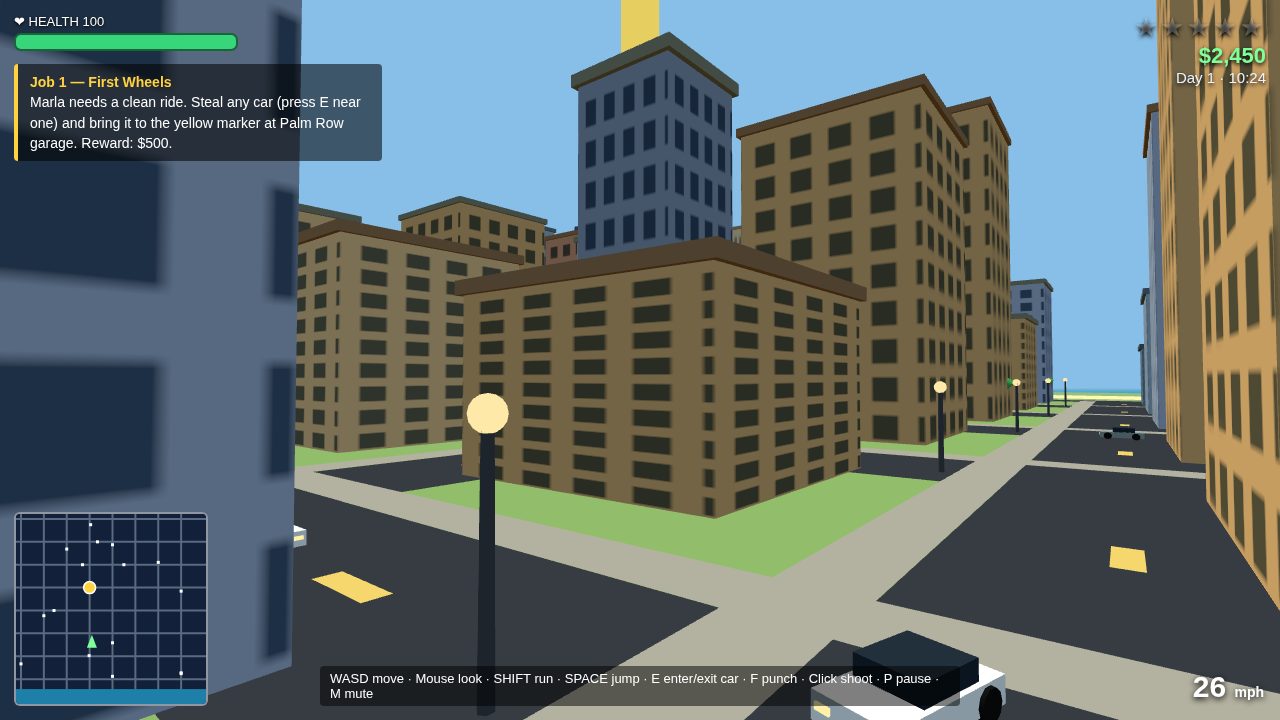 ❤ HEALTH 100
★ ★ ★ ★ ★
$2,450
Day 1 · 10:24
Job 1 — First Wheels
Marla needs a clean ride. Steal any car (press E near
one) and bring it to the yellow marker at Palm Row
garage. Reward: $500.
WASD move · Mouse look · SHIFT run · SPACE jump · E enter/exit car · F punch · Click shoot · P pause ·
M mute
26 mph